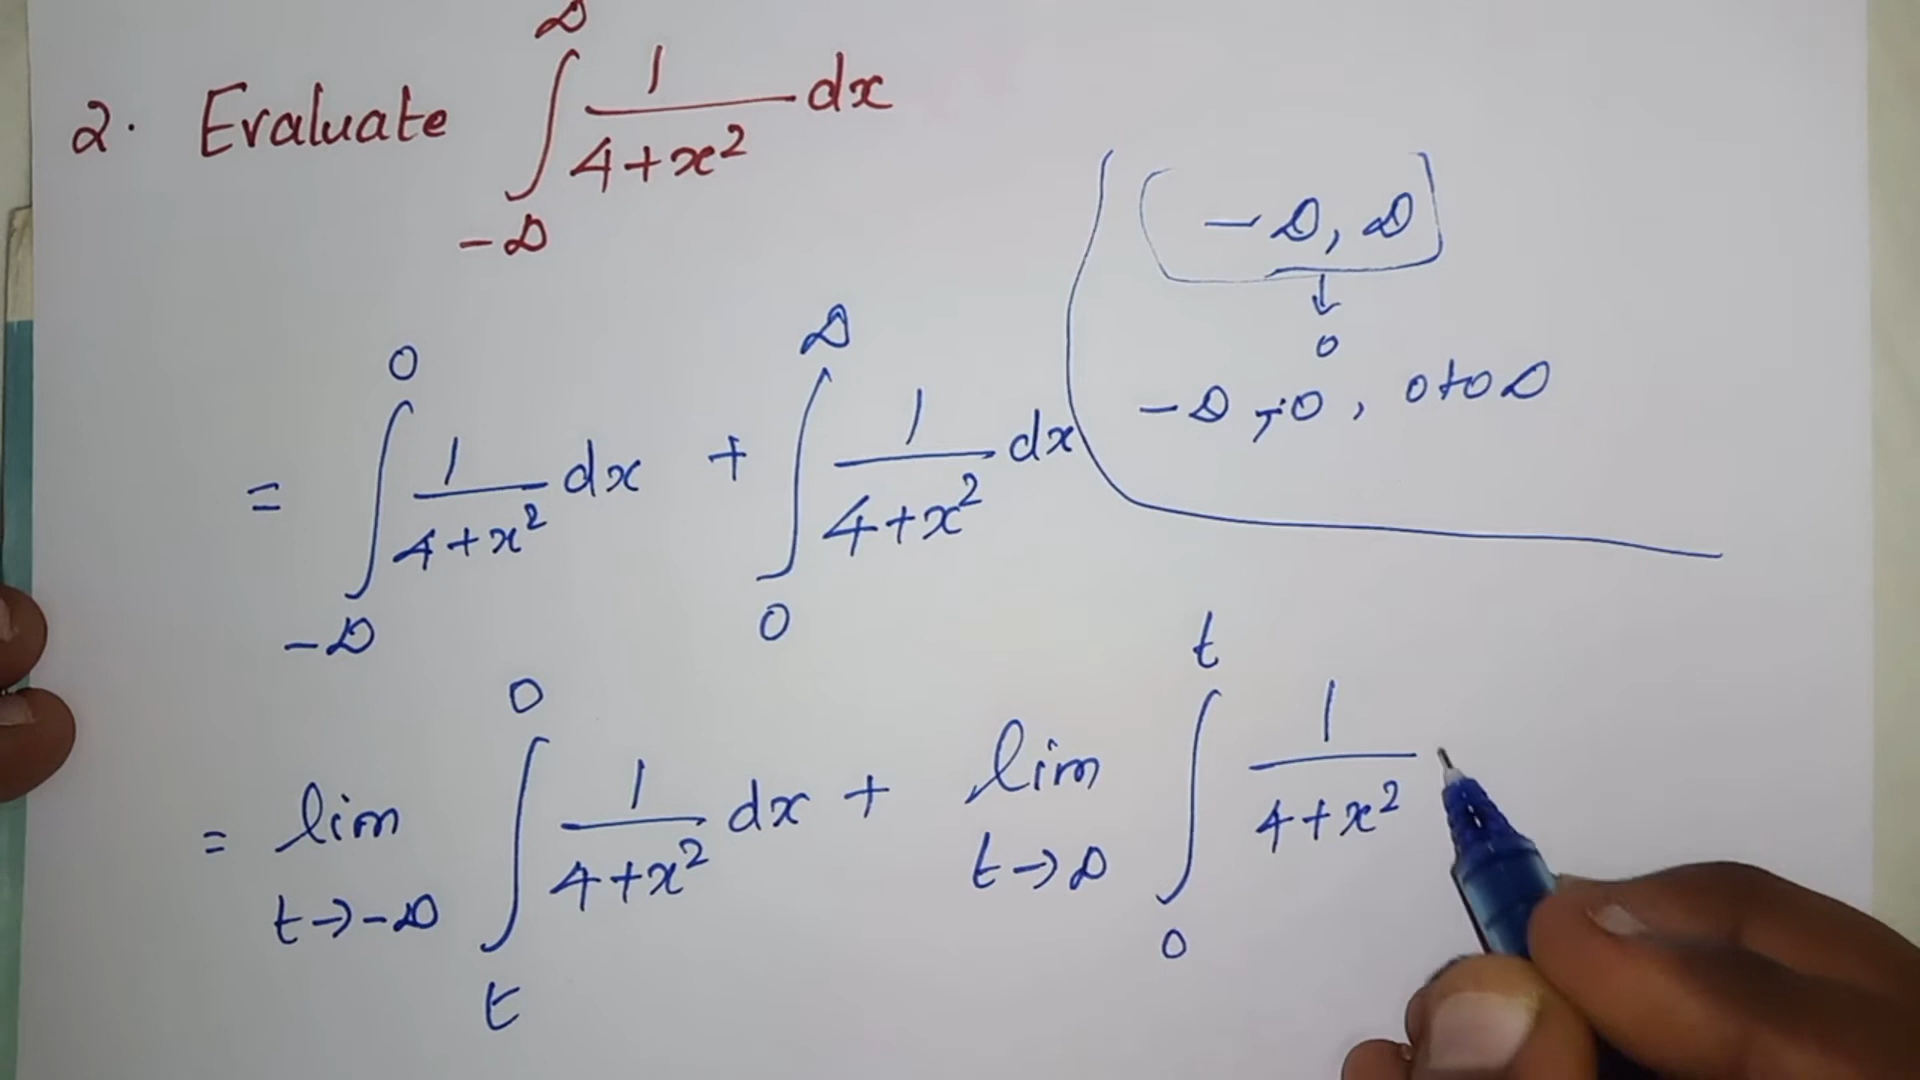 2. Evaluate ∫_{-∞}^{∞} 1/(4+x²) dx
(-∞, ∞)
↓
0
-∞ to 0, 0 to ∞
= ∫_{-∞}^{0} 1/(4+x²) dx + ∫_{0}^{∞} 1/(4+x²) dx
= lim_{t→-∞} ∫_{t}^{0} 1/(4+x²) dx + lim_{t→∞} ∫_{0}^{t} 1/(4+x²)